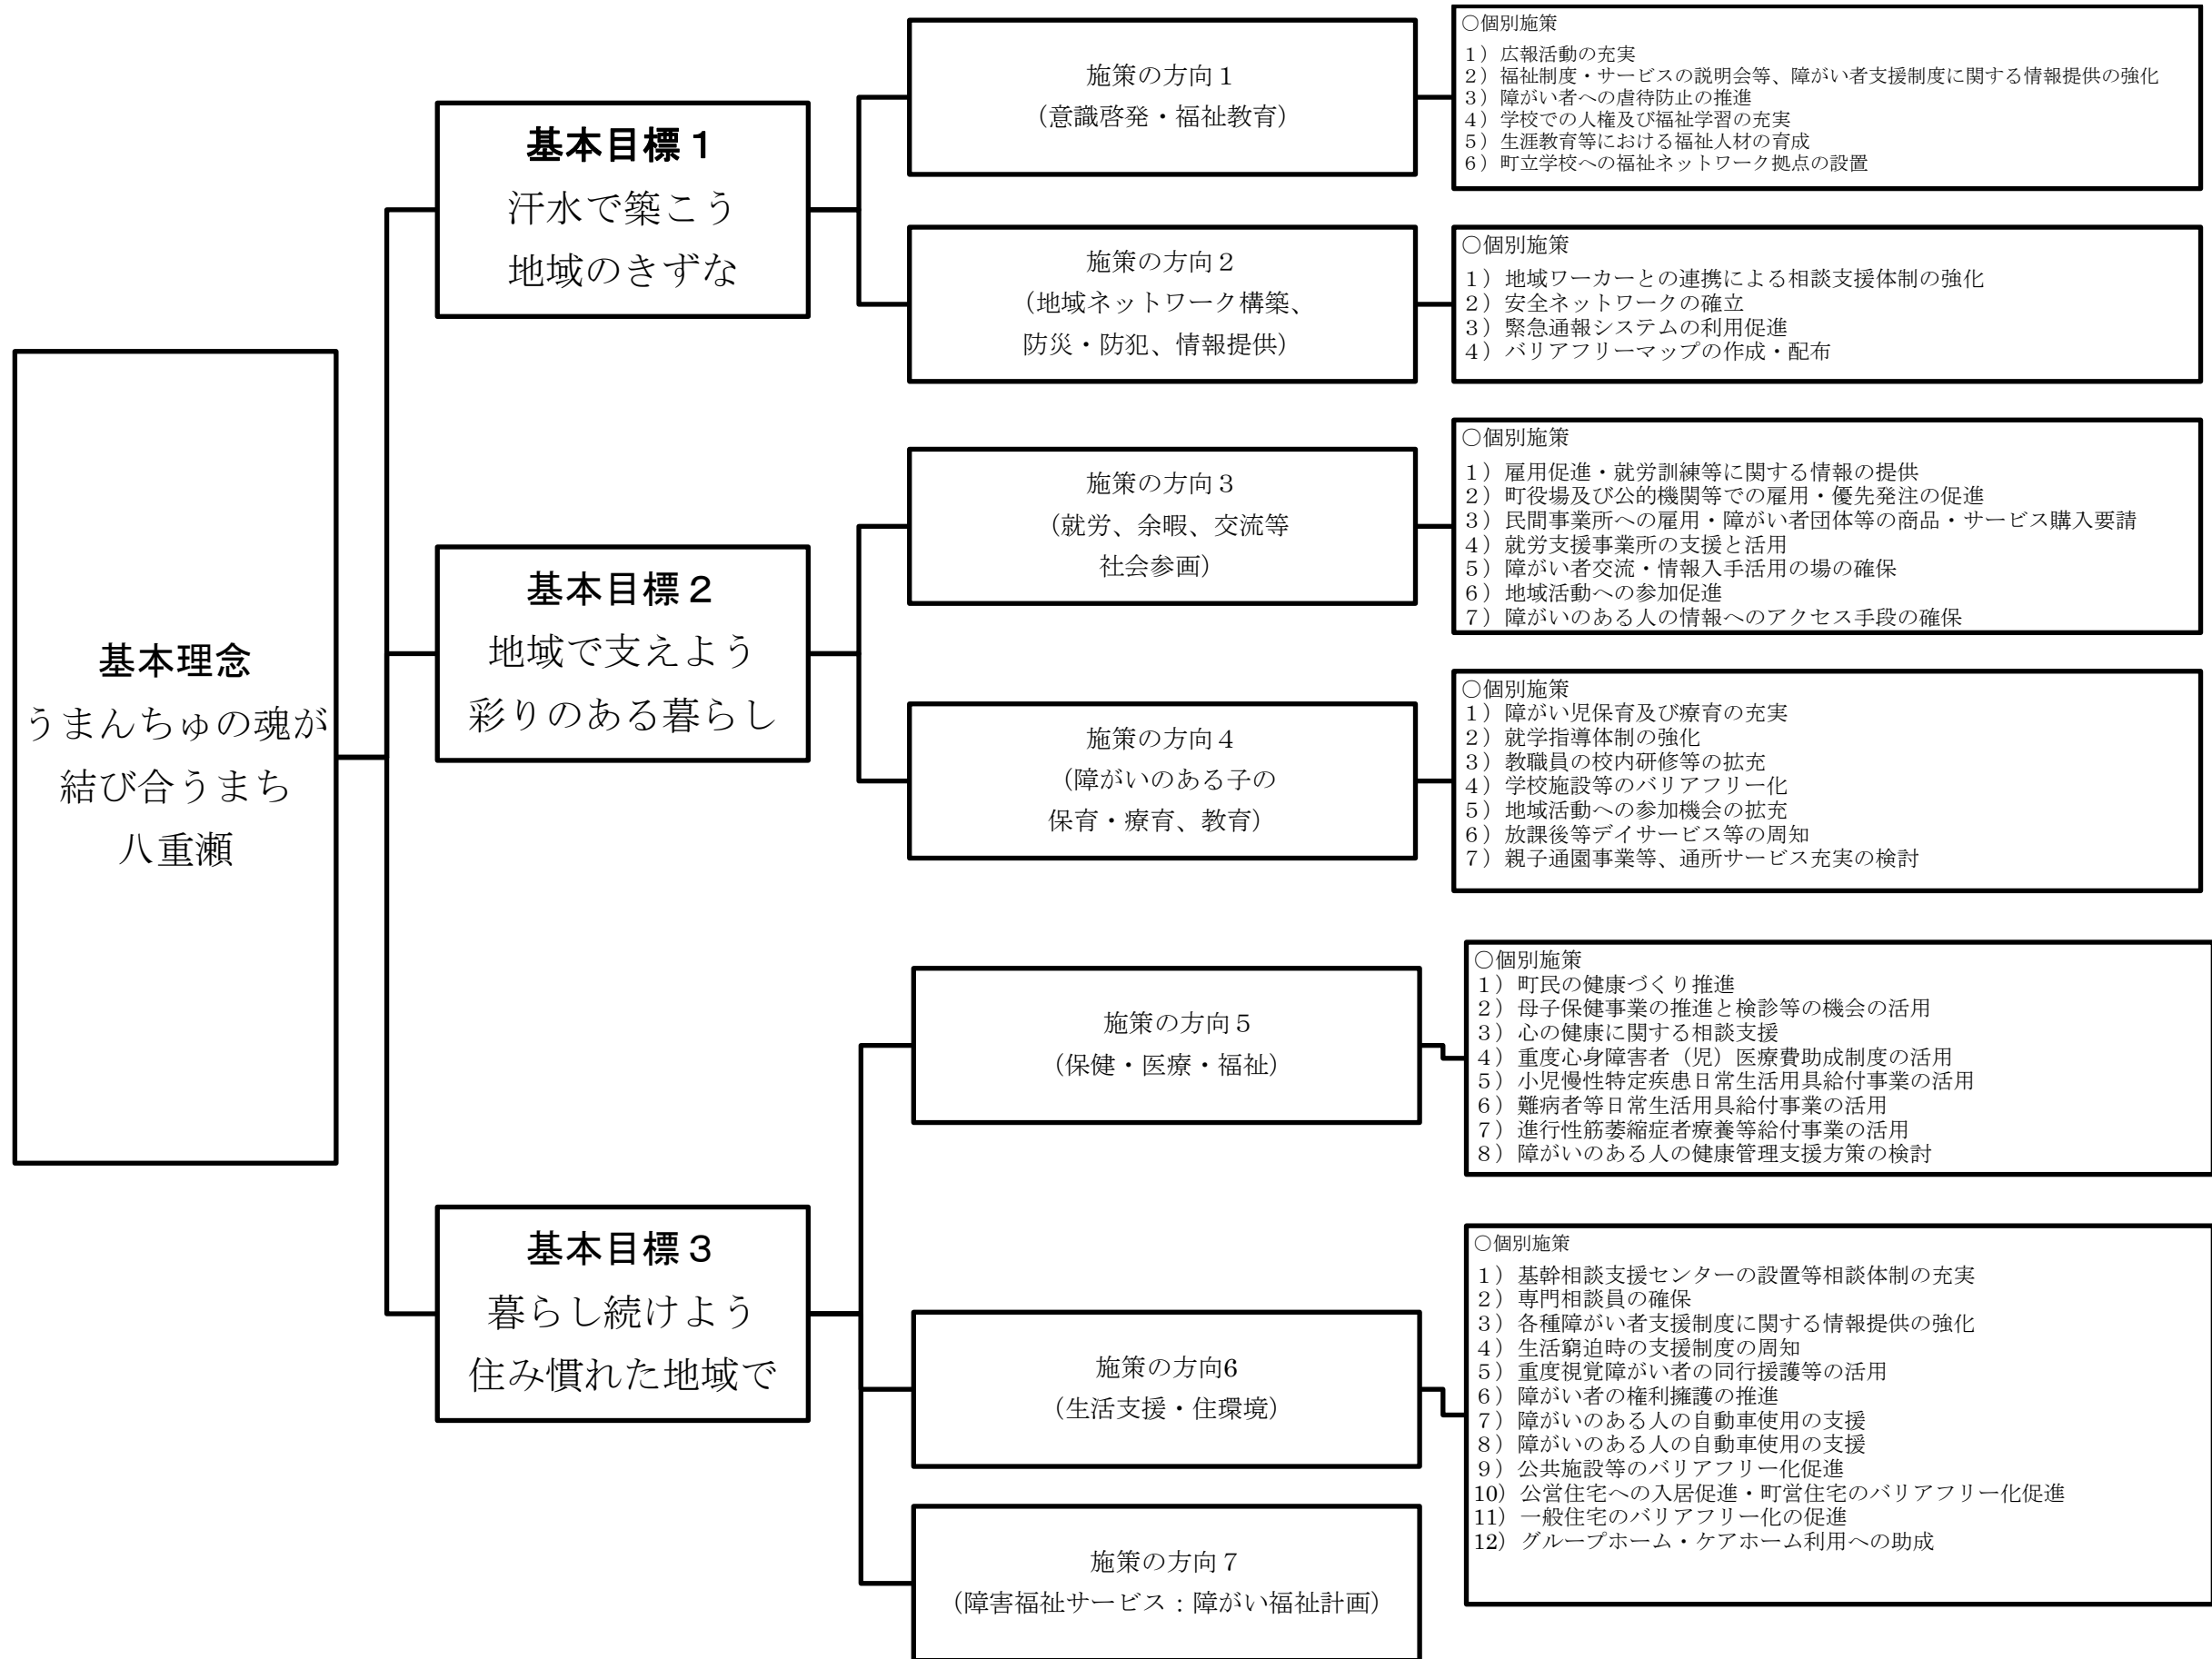 基本理念
うまんちゅの魂が
結び合うまち
八重瀬
基本目標１
汗水で築こう
地域のきずな
施策の方向１
（意識啓発・福祉教育）
○個別施策
１）広報活動の充実
２）福祉制度・サービスの説明会等、障がい者支援制度に関する情報提供の強化
３）障がい者への虐待防止の推進
４）学校での人権及び福祉学習の充実
５）生涯教育等における福祉人材の育成
６）町立学校への福祉ネットワーク拠点の設置
施策の方向２
（地域ネットワーク構築、
防災・防犯、情報提供）
○個別施策
１）地域ワーカーとの連携による相談支援体制の強化
２）安全ネットワークの確立
３）緊急通報システムの利用促進
４）バリアフリーマップの作成・配布
基本目標２
地域で支えよう
彩りのある暮らし
施策の方向３
（就労、余暇、交流等
社会参画）
○個別施策
１）雇用促進・就労訓練等に関する情報の提供
２）町役場及び公的機関等での雇用・優先発注の促進
３）民間事業所への雇用・障がい者団体等の商品・サービス購入要請
４）就労支援事業所の支援と活用
５）障がい者交流・情報入手活用の場の確保
６）地域活動への参加促進
７）障がいのある人の情報へのアクセス手段の確保
施策の方向４
（障がいのある子の
保育・療育、教育）
○個別施策
１）障がい児保育及び療育の充実
２）就学指導体制の強化
３）教職員の校内研修等の拡充
４）学校施設等のバリアフリー化
５）地域活動への参加機会の拡充
６）放課後等デイサービス等の周知
７）親子通園事業等、通所サービス充実の検討
基本目標３
暮らし続けよう
住み慣れた地域で
施策の方向５
（保健・医療・福祉）
○個別施策
１）町民の健康づくり推進
２）母子保健事業の推進と検診等の機会の活用
３）心の健康に関する相談支援
４）重度心身障害者（児）医療費助成制度の活用
５）小児慢性特定疾患日常生活用具給付事業の活用
６）難病者等日常生活用具給付事業の活用
７）進行性筋萎縮症者療養等給付事業の活用
８）障がいのある人の健康管理支援方策の検討
施策の方向6
（生活支援・住環境）
○個別施策
１）基幹相談支援センターの設置等相談体制の充実
２）専門相談員の確保
３）各種障がい者支援制度に関する情報提供の強化
４）生活窮迫時の支援制度の周知
５）重度視覚障がい者の同行援護等の活用
６）障がい者の権利擁護の推進
７）障がいのある人の自動車使用の支援
８）障がいのある人の自動車使用の支援
９）公共施設等のバリアフリー化促進
10）公営住宅への入居促進・町営住宅のバリアフリー化促進
11）一般住宅のバリアフリー化の促進
12）グループホーム・ケアホーム利用への助成
施策の方向７
（障害福祉サービス：障がい福祉計画）